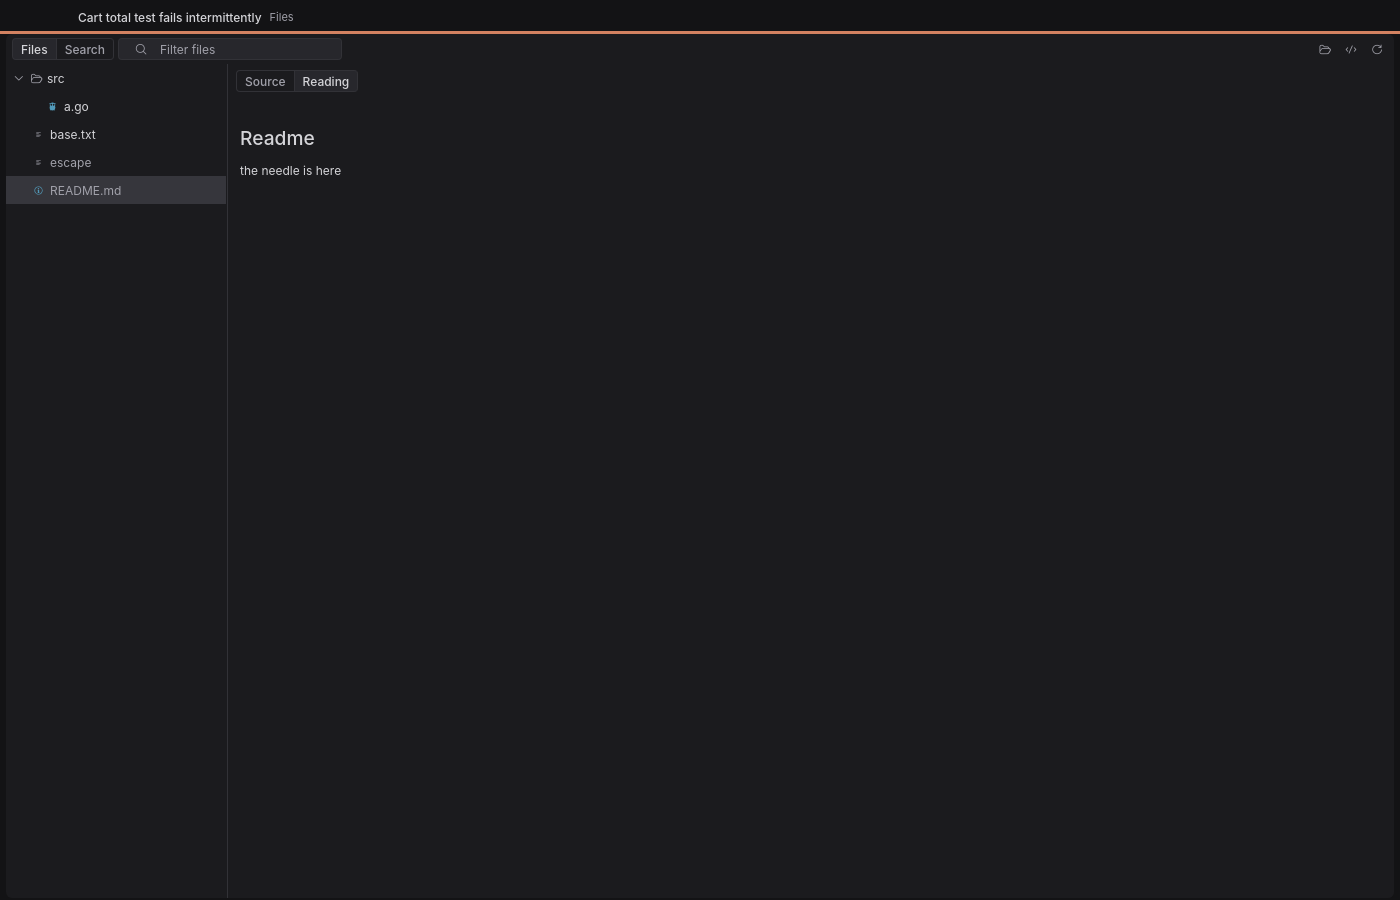 Cart total test fails intermittently Files
Files Search Filter files
src
a.go
base.txt
escape
README.md
Source Reading
Readme
the needle is here